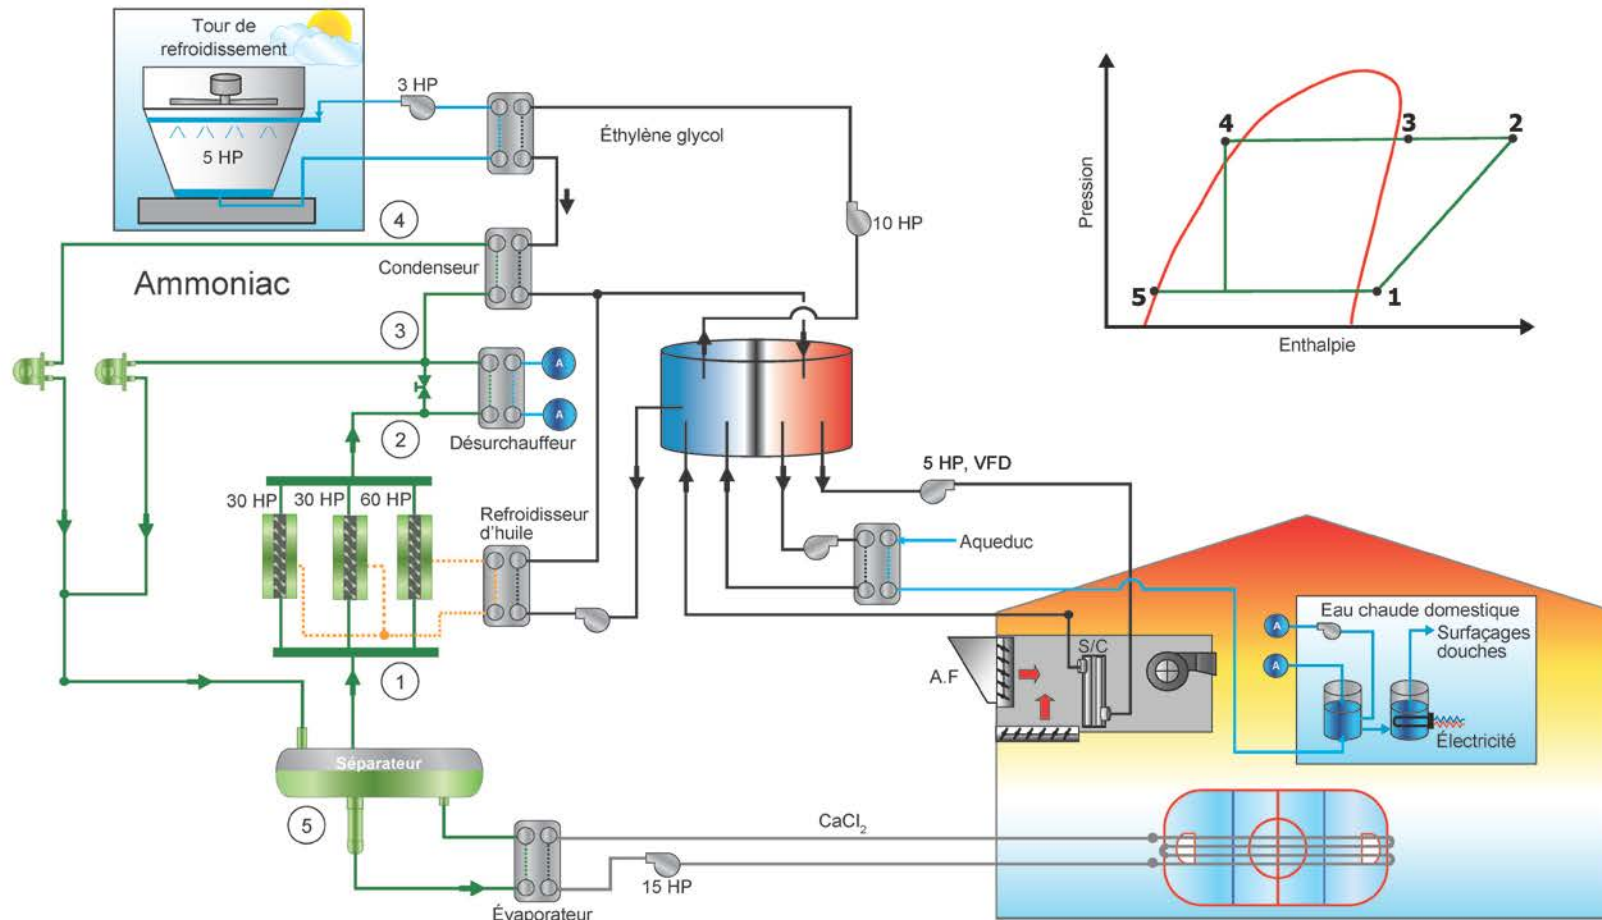 Tour de
refroidissement
5 HP
3 HP
Éthylène glycol
10 HP
4
Condenseur
Ammoniac
3
A
A
2
Désurchauffeur
30 HP
30 HP
60 HP
Refroidisseur
d'huile
1
Séparateur
5
Évaporateur
CaCl₂
15 HP
5 HP, VFD
Aqueduc
A.F
S/C
Eau chaude domestique
A
A
Surfaçages
douches
Électricité
Pression
4
3
2
5
1
Enthalpie